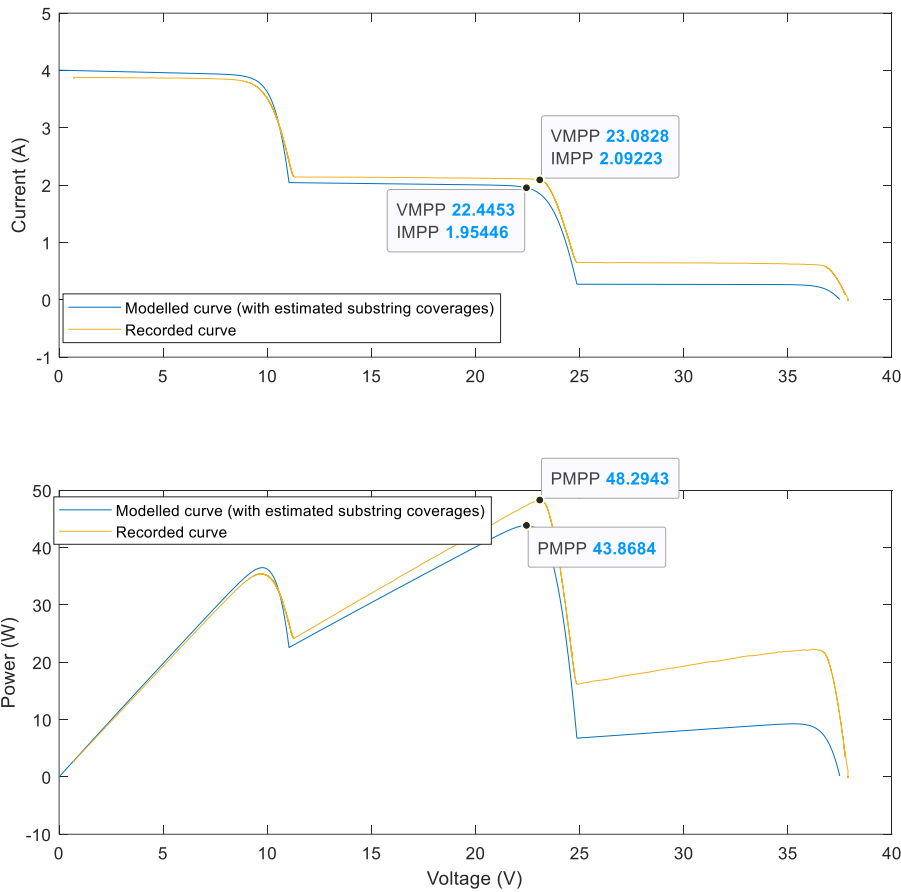 5
4
3
2
1
0
-1
Current (A)
VMPP 23.0828
IMPP 2.09223
VMPP 22.4453
IMPP 1.95446
Modelled curve (with estimated substring coverages)
Recorded curve
0 5 10 15 20 25 30 35 40
50
40
30
20
10
0
-10
Power (W)
PMPP 48.2943
Modelled curve (with estimated substring coverages)
Recorded curve
PMPP 43.8684
0 5 10 15 20 25 30 35 40
Voltage (V)